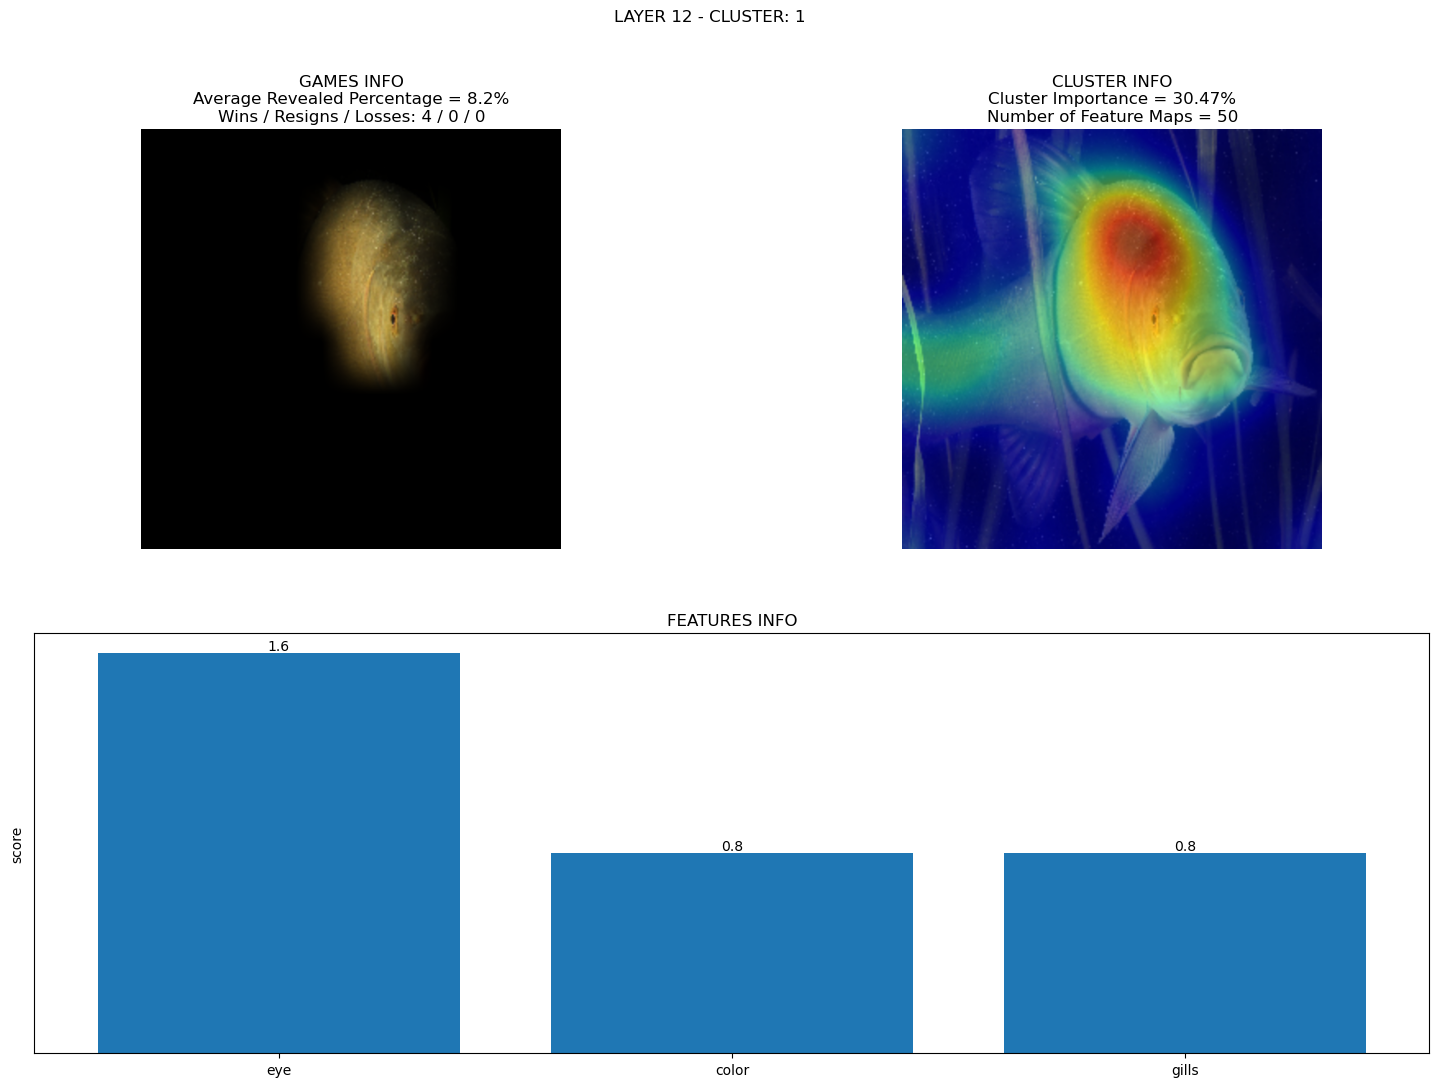 LAYER 12 - CLUSTER: 1
GAMES INFO
Average Revealed Percentage = 8.2%
Wins / Resigns / Losses: 4 / 0 / 0
CLUSTER INFO
Cluster Importance = 30.47%
Number of Feature Maps = 50
FEATURES INFO
score
1.6
0.8
0.8
eye
color
gills